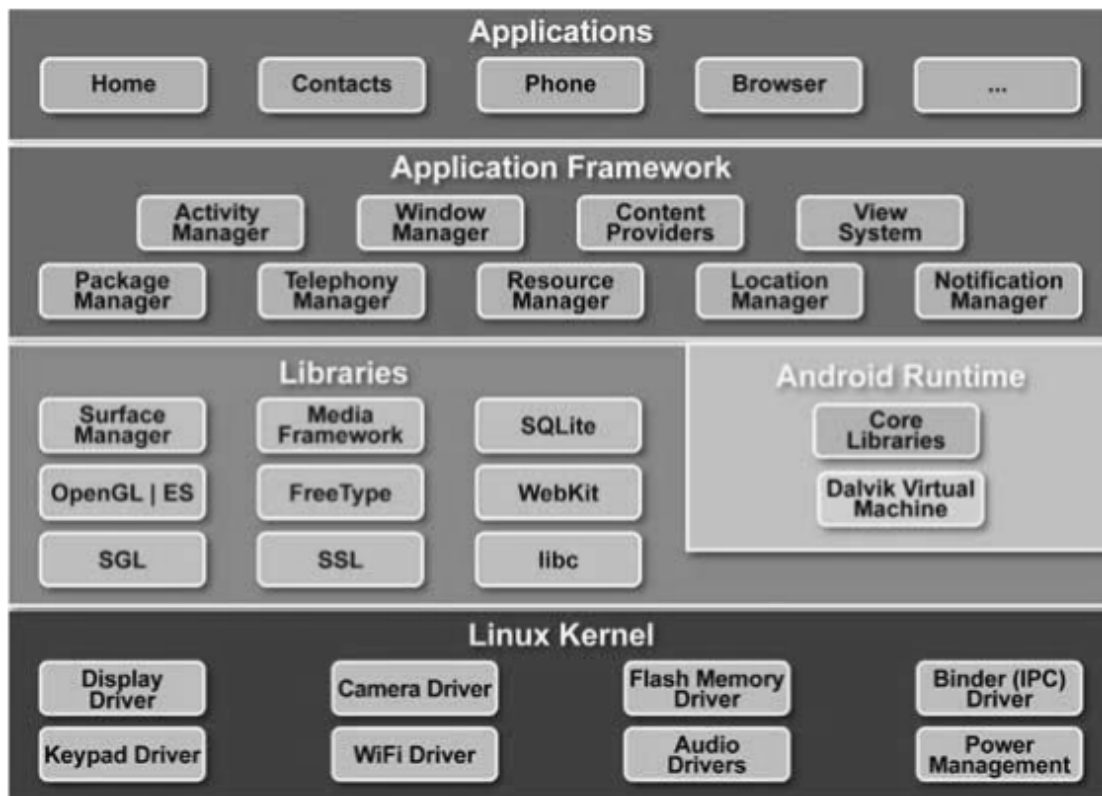 Applications
Home
Contacts
Phone
Browser
...
Application Framework
Activity
Manager
Window
Manager
Content
Providers
View
System
Package
Manager
Telephony
Manager
Resource
Manager
Location
Manager
Notification
Manager
Libraries
Surface
Manager
Media
Framework
SQLite
OpenGL | ES
FreeType
WebKit
SGL
SSL
libc
Android Runtime
Core
Libraries
Dalvik Virtual
Machine
Linux Kernel
Display
Driver
Camera Driver
Flash Memory
Driver
Binder (IPC)
Driver
Keypad Driver
WiFi Driver
Audio
Drivers
Power
Management